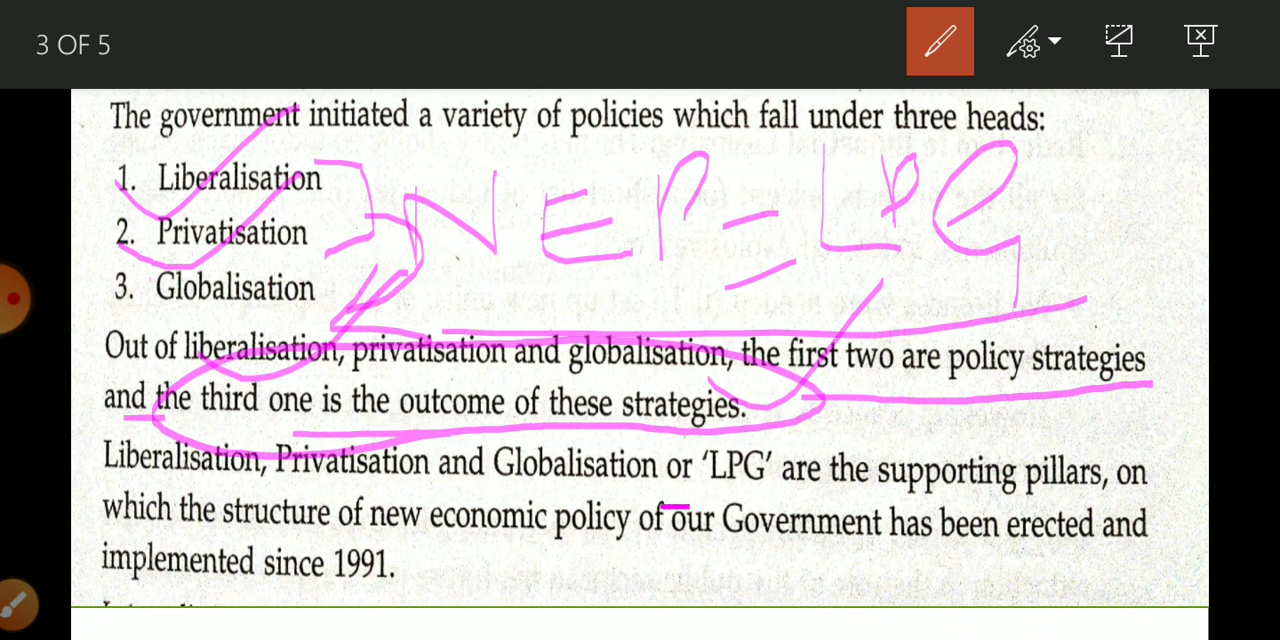 3 OF 5
The government initiated a variety of policies which fall under three heads:
1. Liberalisation
2. Privatisation
NEP = LPG
3. Globalisation
Out of liberalisation, privatisation and globalisation, the first two are policy strategies
and the third one is the outcome of these strategies.
Liberalisation, Privatisation and Globalisation or 'LPG' are the supporting pillars, on
which the structure of new economic policy of our Government has been erected and
implemented since 1991.